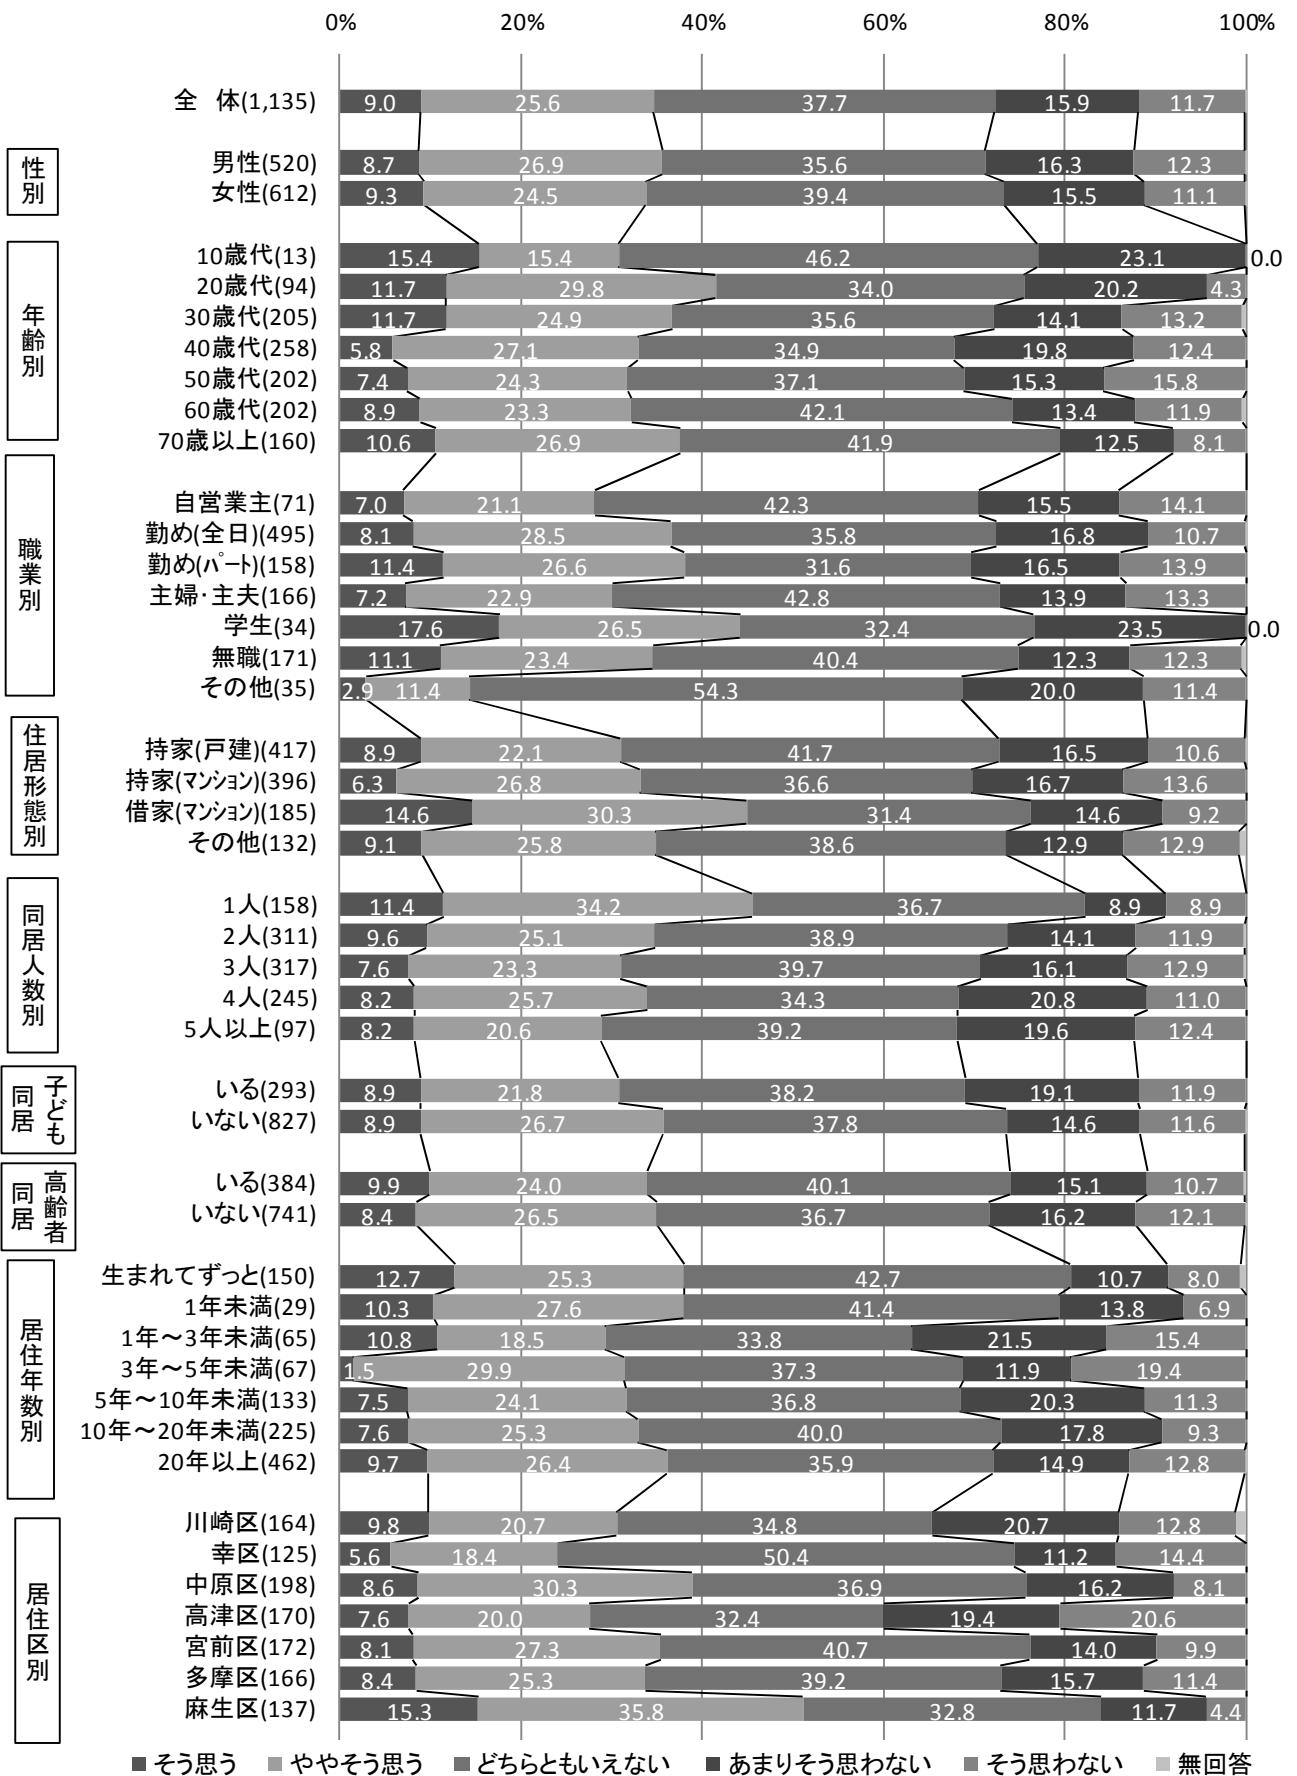 0% 20% 40% 60% 80% 100%
全 体(1,135) 9.0 25.6 37.7 15.9 11.7
性別
男性(520) 8.7 26.9 35.6 16.3 12.3
女性(612) 9.3 24.5 39.4 15.5 11.1
年齢別
10歳代(13) 15.4 15.4 46.2 23.1 0.0
20歳代(94) 11.7 29.8 34.0 20.2 4.3
30歳代(205) 11.7 24.9 35.6 14.1 13.2
40歳代(258) 5.8 27.1 34.9 19.8 12.4
50歳代(202) 7.4 24.3 37.1 15.3 15.8
60歳代(202) 8.9 23.3 42.1 13.4 11.9
70歳以上(160) 10.6 26.9 41.9 12.5 8.1
職業別
自営業主(71) 7.0 21.1 42.3 15.5 14.1
勤め(全日)(495) 8.1 28.5 35.8 16.8 10.7
勤め(パート)(158) 11.4 26.6 31.6 16.5 13.9
主婦・主夫(166) 7.2 22.9 42.8 13.9 13.3
学生(34) 17.6 26.5 32.4 23.5 0.0
無職(171) 11.1 23.4 40.4 12.3 12.3
その他(35) 2.9 11.4 54.3 20.0 11.4
住居形態別
持家(戸建)(417) 8.9 22.1 41.7 16.5 10.6
持家(マンション)(396) 6.3 26.8 36.6 16.7 13.6
借家(マンション)(185) 14.6 30.3 31.4 14.6 9.2
その他(132) 9.1 25.8 38.6 12.9 12.9
同居人数別
1人(158) 11.4 34.2 36.7 8.9 8.9
2人(311) 9.6 25.1 38.9 14.1 11.9
3人(317) 7.6 23.3 39.7 16.1 12.9
4人(245) 8.2 25.7 34.3 20.8 11.0
5人以上(97) 8.2 20.6 39.2 19.6 12.4
子ども
同居
いる(293) 8.9 21.8 38.2 19.1 11.9
いない(827) 8.9 26.7 37.8 14.6 11.6
高齢者
同居
いる(384) 9.9 24.0 40.1 15.1 10.7
いない(741) 8.4 26.5 36.7 16.2 12.1
居住年数別
生まれてずっと(150) 12.7 25.3 42.7 10.7 8.0
1年未満(29) 10.3 27.6 41.4 13.8 6.9
1年〜3年未満(65) 10.8 18.5 33.8 21.5 15.4
3年〜5年未満(67) 1.5 29.9 37.3 11.9 19.4
5年〜10年未満(133) 7.5 24.1 36.8 20.3 11.3
10年〜20年未満(225) 7.6 25.3 40.0 17.8 9.3
20年以上(462) 9.7 26.4 35.9 14.9 12.8
居住区別
川崎区(164) 9.8 20.7 34.8 20.7 12.8
幸区(125) 5.6 18.4 50.4 11.2 14.4
中原区(198) 8.6 30.3 36.9 16.2 8.1
高津区(170) 7.6 20.0 32.4 19.4 20.6
宮前区(172) 8.1 27.3 40.7 14.0 9.9
多摩区(166) 8.4 25.3 39.2 15.7 11.4
麻生区(137) 15.3 35.8 32.8 11.7 4.4
そう思う ややそう思う どちらともいえない あまりそう思わない そう思わない 無回答